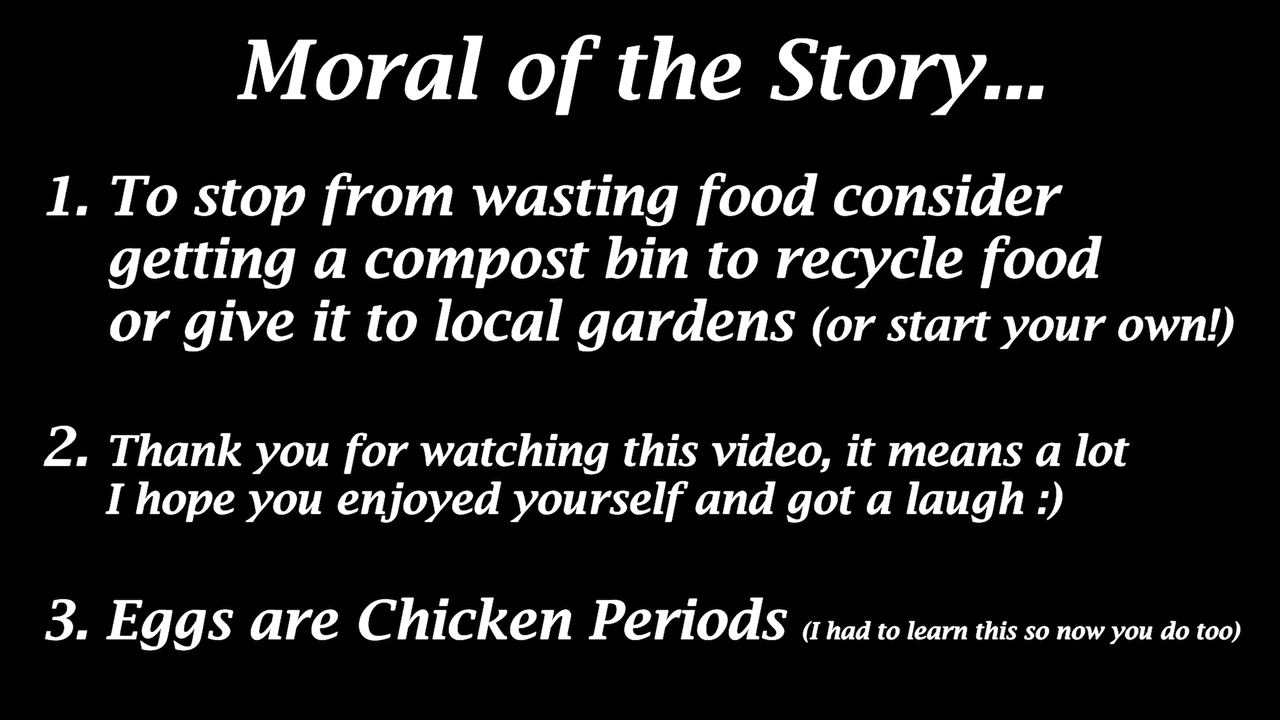 Moral of the Story...
1. To stop from wasting food consider
getting a compost bin to recycle food
or give it to local gardens (or start your own!)
2. Thank you for watching this video, it means a lot
I hope you enjoyed yourself and got a laugh :)
3. Eggs are Chicken Periods (I had to learn this so now you do too)